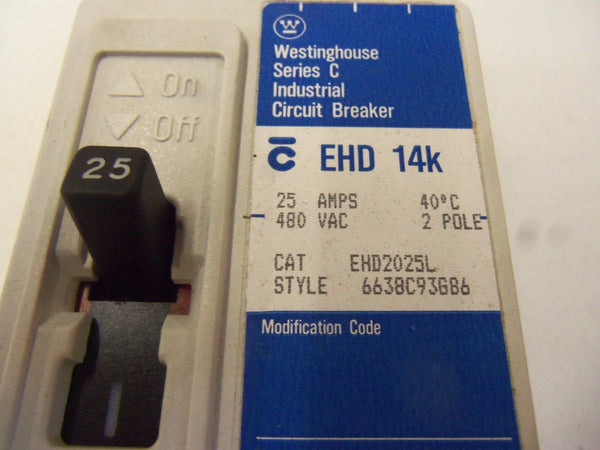 On
Off
25
Westinghouse
Series C
Industrial
Circuit Breaker
C EHD 14k
25 AMPS 40°C
480 VAC 2 POLE
CAT EHD2025L
STYLE 6638C93G86
Modification Code